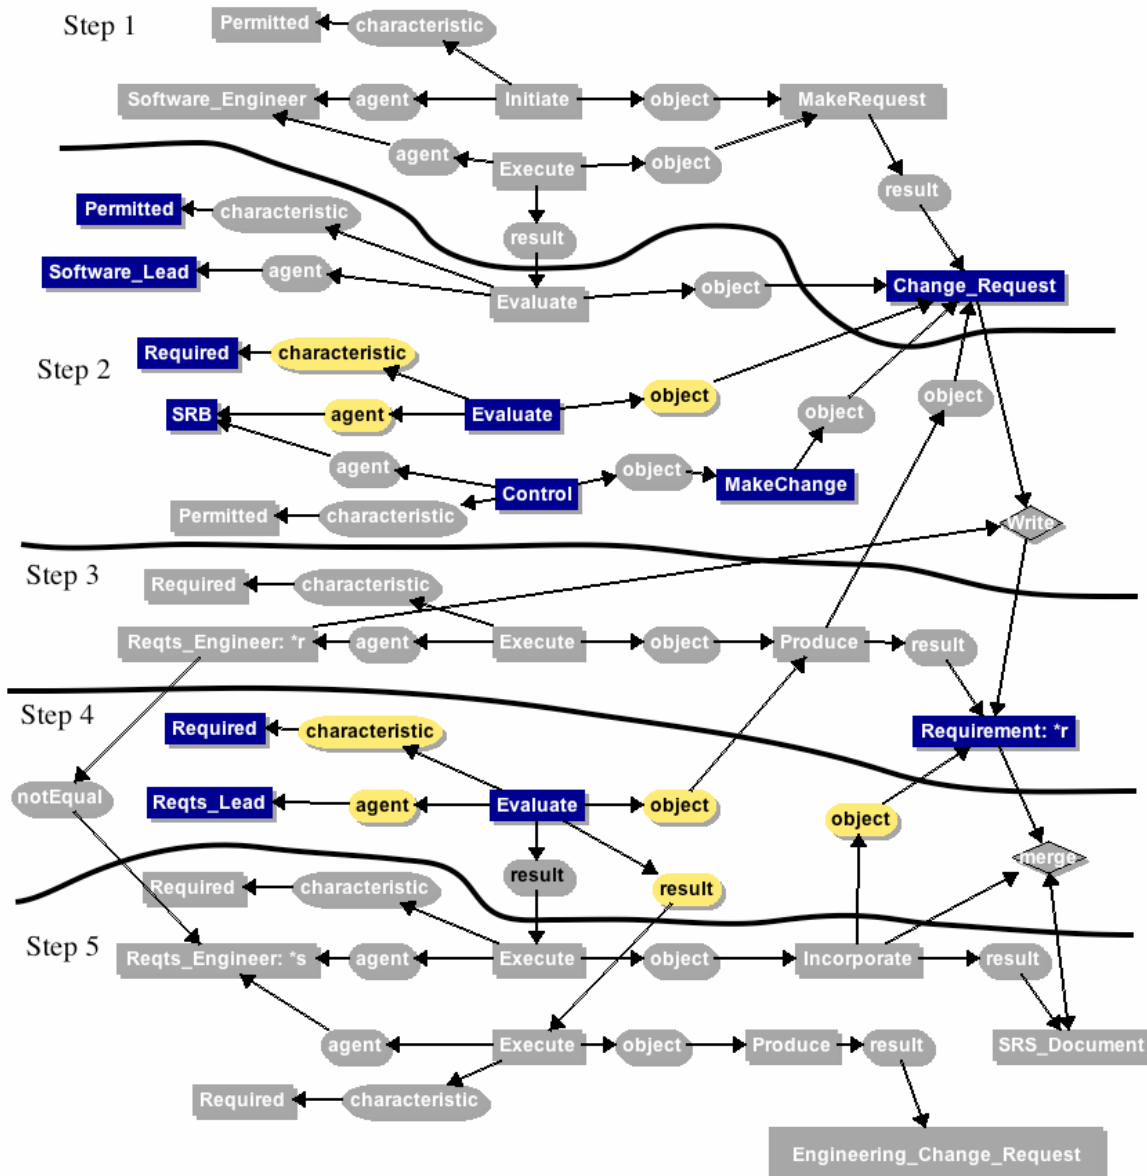 Step 1
Permitted
characteristic
Software_Engineer
agent
Initiate
object
MakeRequest
agent
Execute
object
result
Permitted
characteristic
result
Software_Lead
agent
Evaluate
object
Change_Request
Step 2
Required
characteristic
SRB
agent
Evaluate
object
object
object
agent
Control
object
MakeChange
Permitted
characteristic
Write
Step 3
Required
characteristic
Reqts_Engineer: *r
agent
Execute
object
Produce
result
Step 4
Required
characteristic
Requirement: *r
notEqual
Reqts_Lead
agent
Evaluate
object
object
merge
Required
characteristic
result
result
Step 5
Reqts_Engineer: *s
agent
Execute
object
Incorporate
result
agent
Execute
object
Produce
result
SRS_Document
Required
characteristic
Engineering_Change_Request